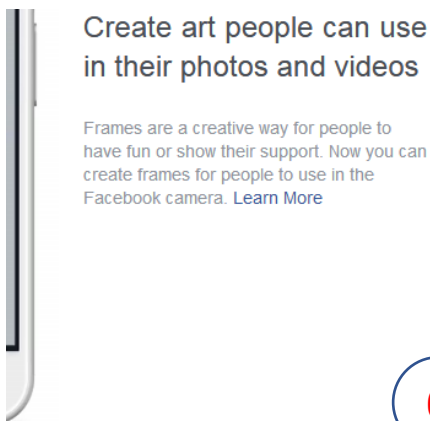 Create art people can use
in their photos and videos
Frames are a creative way for people to
have fun or show their support. Now you can
create frames for people to use in the
Facebook camera. Learn More